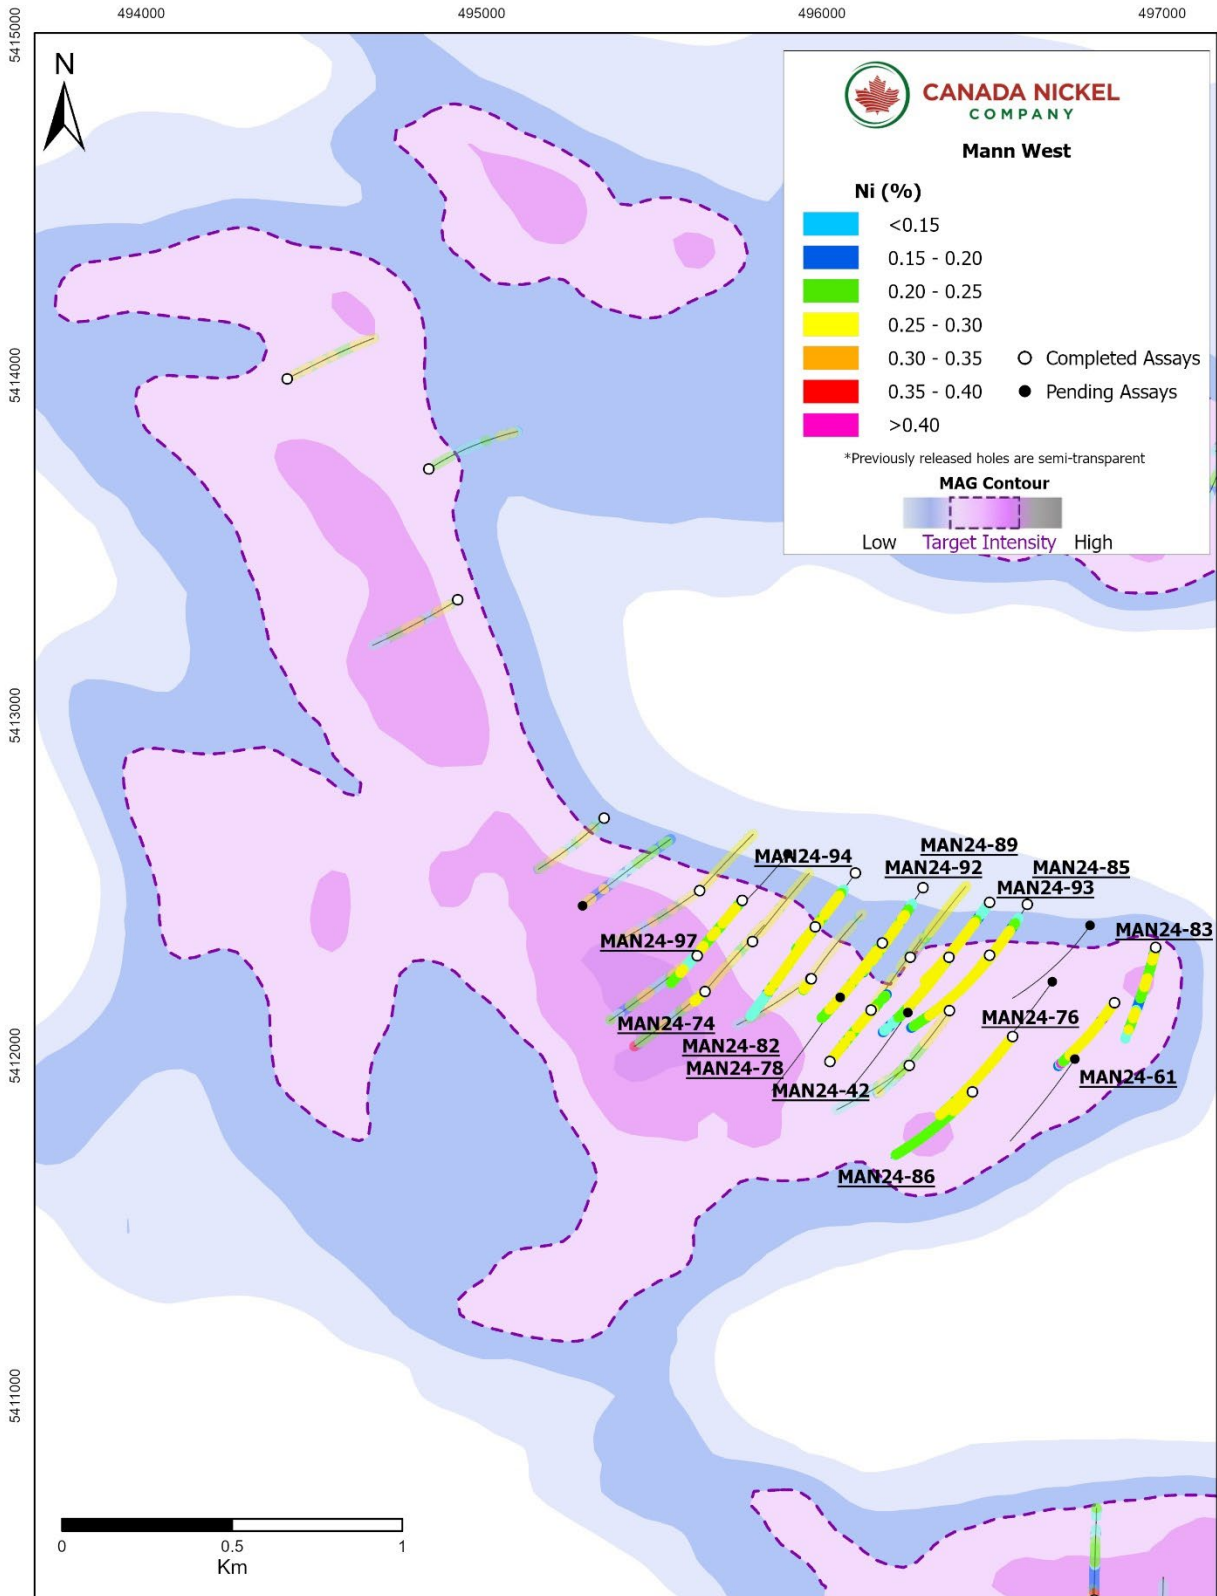 494000 495000 496000 497000
5415000
5414000
5413000
5412000
5411000
N
CANADA NICKEL
COMPANY
Mann West
Ni (%)
<0.15
0.15 - 0.20
0.20 - 0.25
0.25 - 0.30
0.30 - 0.35
0.35 - 0.40
>0.40
Completed Assays
Pending Assays
*Previously released holes are semi-transparent
MAG Contour
Low Target Intensity High
MAN24-89
MAN24-94
MAN24-92
MAN24-85
MAN24-93
MAN24-83
MAN24-97
MAN24-74
MAN24-76
MAN24-82
MAN24-78
MAN24-61
MAN24-42
MAN24-86
0 0.5 1
Km